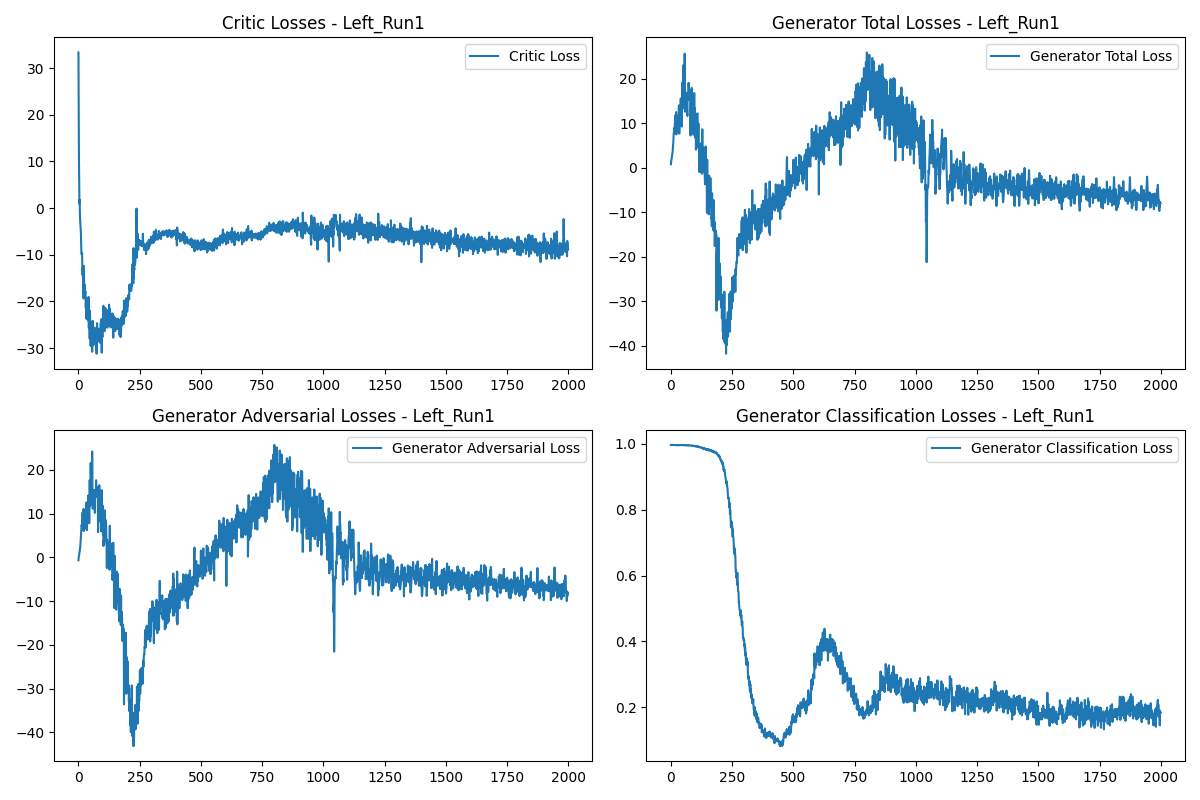 Critic Losses - Left_Run1
Critic Loss
30
20
10
0
−10
−20
−30
0 250 500 750 1000 1250 1500 1750 2000
Generator Total Losses - Left_Run1
Generator Total Loss
20
10
0
−10
−20
−30
−40
0 250 500 750 1000 1250 1500 1750 2000
Generator Adversarial Losses - Left_Run1
Generator Adversarial Loss
20
10
0
−10
−20
−30
−40
0 250 500 750 1000 1250 1500 1750 2000
Generator Classification Losses - Left_Run1
Generator Classification Loss
1.0
0.8
0.6
0.4
0.2
0 250 500 750 1000 1250 1500 1750 2000